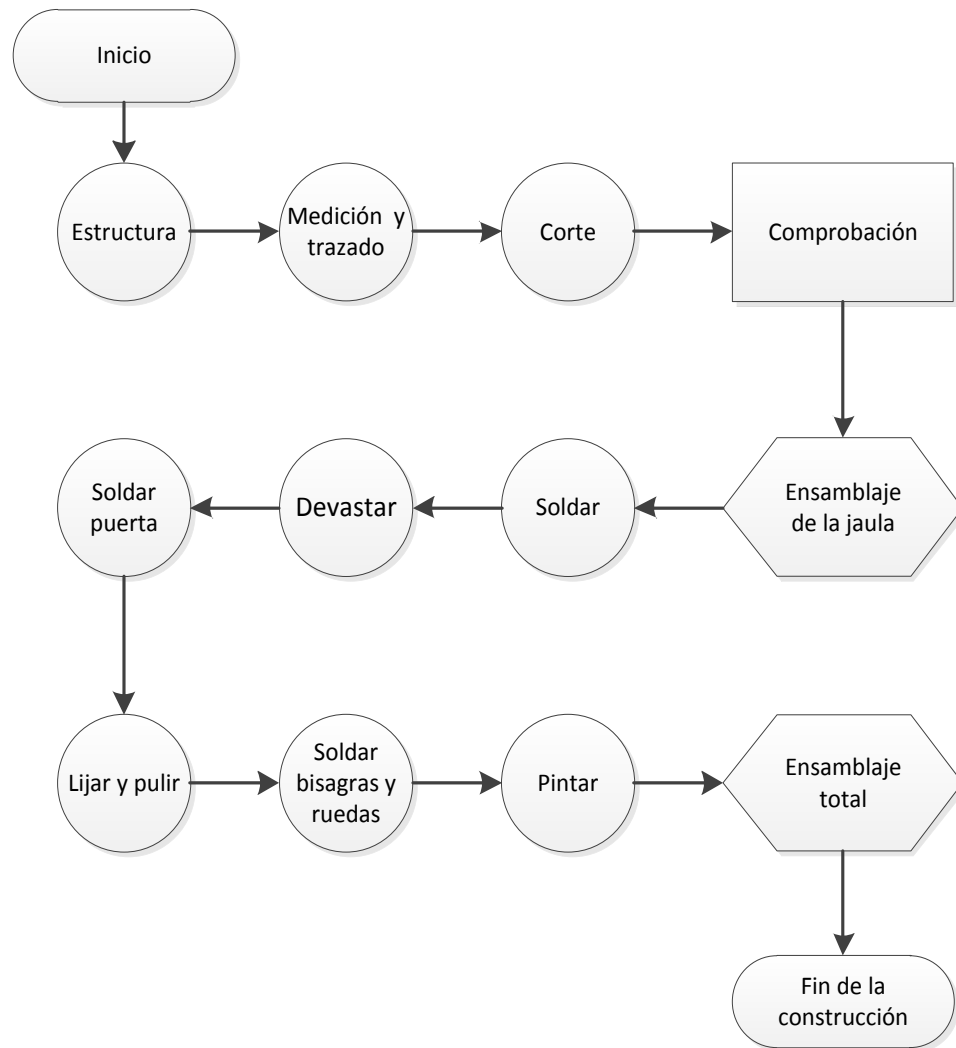 Inicio
Estructura
Medición y
trazado
Corte
Comprobación
Ensamblaje
de la jaula
Soldar
Devastar
Soldar
puerta
Lijar y pulir
Soldar
bisagras y
ruedas
Pintar
Ensamblaje
total
Fin de la
construcción